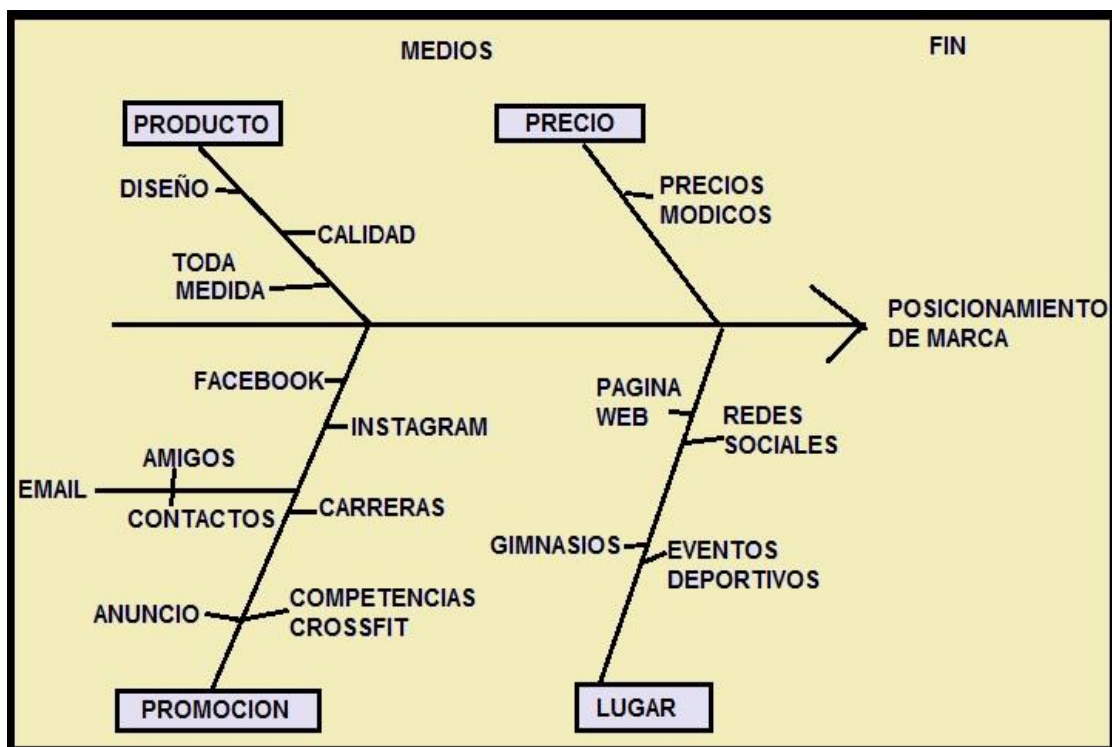 MEDIOS
FIN
PRODUCTO
PRECIO
DISEÑO
PRECIOS
MODICOS
CALIDAD
TODA
MEDIDA
POSICIONAMIENTO
DE MARCA
FACEBOOK
PAGINA
WEB
REDES
SOCIALES
INSTAGRAM
AMIGOS
EMAIL
CONTACTOS
CARRERAS
GIMNASIOS
EVENTOS
DEPORTIVOS
ANUNCIO
COMPETENCIAS
CROSSFIT
PROMOCION
LUGAR